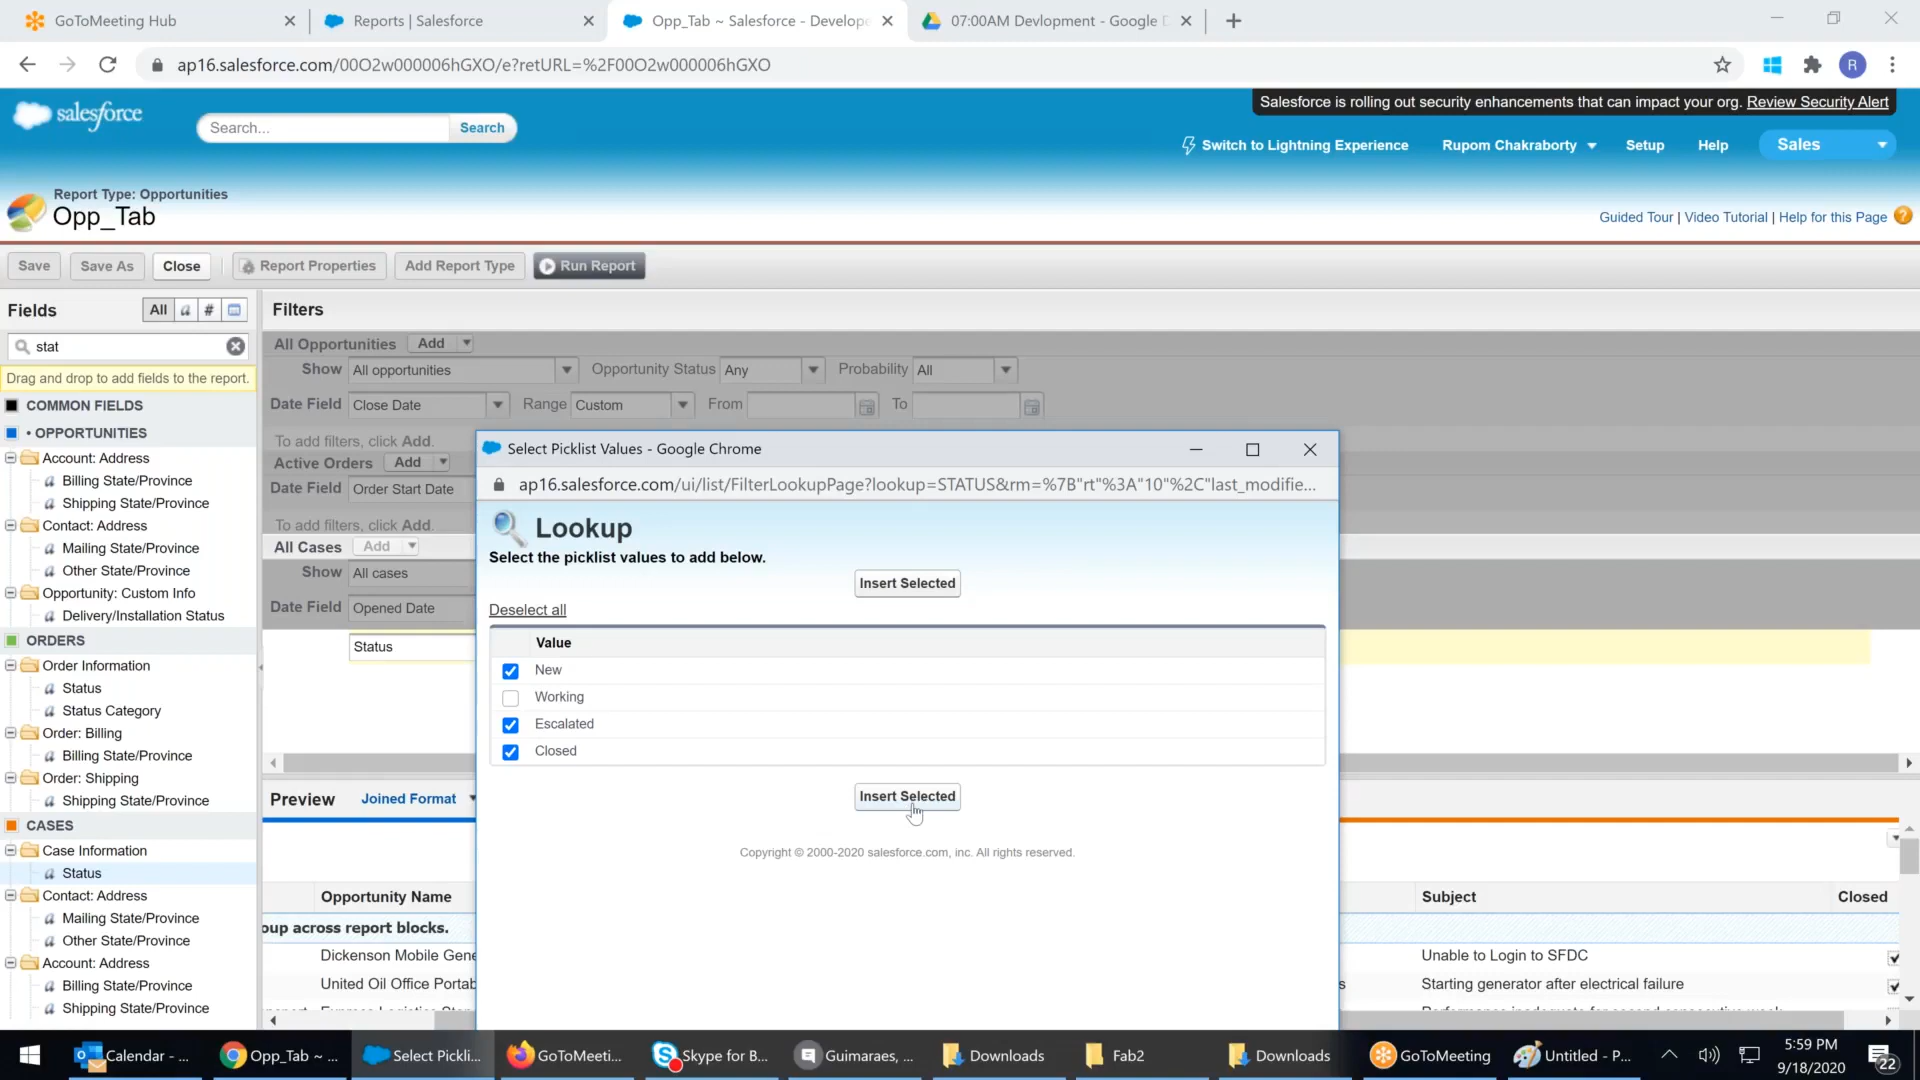 GoToMeeting Hub
Reports | Salesforce
Opp_Tab ~ Salesforce - Develope
07:00AM Devlopment - Google D
ap16.salesforce.com/00O2w000006hGXO/e?retURL=%2F00O2w000006hGXO
R
Salesforce is rolling out security enhancements that can impact your org. Review Security Alert
salesforce
Search...
Search
Switch to Lightning Experience
Rupom Chakraborty
Setup
Help
Sales
Report Type: Opportunities
Opp_Tab
Guided Tour | Video Tutorial | Help for this Page
Save
Save As
Close
Report Properties
Add Report Type
Run Report
Fields
All
a
#
Filters
stat
Drag and drop to add fields to the report.
All Opportunities
Add
Show
All opportunities
Opportunity Status
Any
Probability
All
Date Field
Close Date
Range
Custom
From
To
To add filters, click Add.
Active Orders
Add
Date Field
Order Start Date
To add filters, click Add.
All Cases
Add
Show
All cases
Date Field
Opened Date
Status
COMMON FIELDS
• OPPORTUNITIES
Account: Address
a Billing State/Province
a Shipping State/Province
Contact: Address
a Mailing State/Province
a Other State/Province
Opportunity: Custom Info
a Delivery/Installation Status
ORDERS
Order Information
a Status
a Status Category
Order: Billing
a Billing State/Province
Order: Shipping
a Shipping State/Province
CASES
Case Information
a Status
Contact: Address
a Mailing State/Province
a Other State/Province
Account: Address
a Billing State/Province
a Shipping State/Province
Select Picklist Values - Google Chrome
ap16.salesforce.com/ui/list/FilterLookupPage?lookup=STATUS&rm=%7B"rt"%3A"10"%2C"last_modifie...
Lookup
Select the picklist values to add below.
Insert Selected
Deselect all
Value
New
Working
Escalated
Closed
Insert Selected
Copyright © 2000-2020 salesforce.com, inc. All rights reserved.
Preview
Joined Format
Opportunity Name
Subject
Closed
oup across report blocks.
Dickenson Mobile Gene
Unable to Login to SFDC
United Oil Office Portab
s
Starting generator after electrical failure
Calendar - ...
Opp_Tab ~ ...
Select Pickli...
GoToMeeti...
Skype for B...
Guimaraes, ...
Downloads
Fab2
Downloads
GoToMeeting
Untitled - P...
5:59 PM
9/18/2020
22